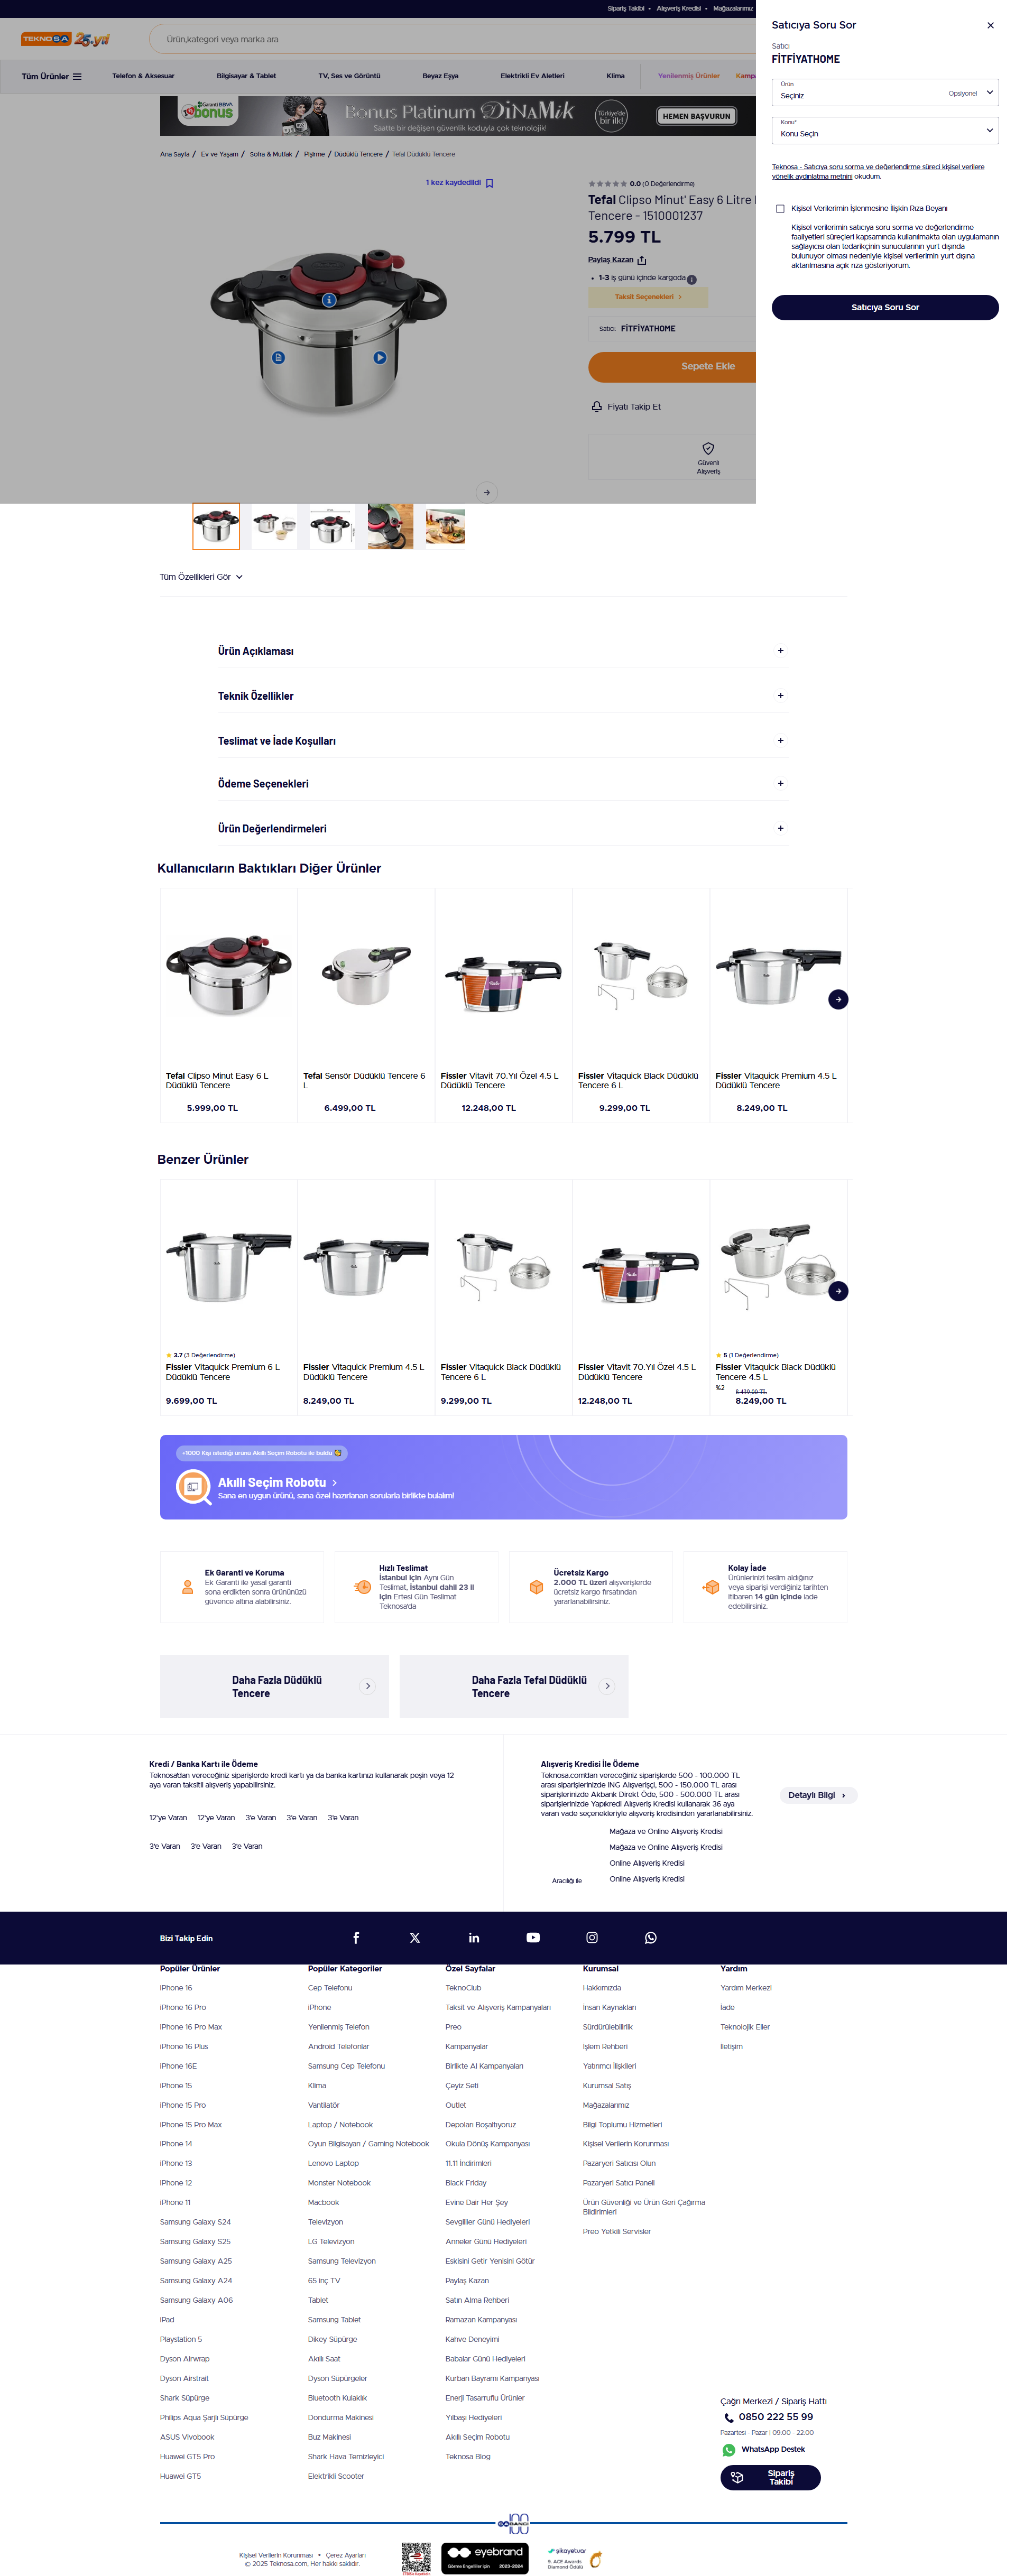 Sipariş Takibi • Alışveriş Kredisi • Mağazalarımız
TEKNOSA 25.yıl
Ürün,kategori veya marka ara
Tüm Ürünler
Telefon & Aksesuar
Bilgisayar & Tablet
TV, Ses ve Görüntü
Beyaz Eşya
Elektrikli Ev Aletleri
Klima
Yenilenmiş Ürünler
Kampa
Garanti BBVA
bonus
Bonus Platinum DiNAMiK
Saatte bir değişen güvenlik koduyla çok teknolojik!
Türkiye'de bir ilk!
HEMEN BAŞVURUN
Ana Sayfa / Ev ve Yaşam / Sofra & Mutfak / Pişirme / Düdüklü Tencere / Tefal Düdüklü Tencere
1 kez kaydedildi
0.0 (0 Değerlendirme)
Tefal Clipso Minut' Easy 6 Litre
Tencere - 1510001237
5.799 TL
Paylaş Kazan
• 1-3 iş günü içinde kargoda
Taksit Seçenekleri
Satıcı: FİTFİYATHOME
Sepete Ekle
Fiyatı Takip Et
Güvenli
Alışveriş
Satıcıya Soru Sor
Satıcı
FİTFİYATHOME
Ürün
Seçiniz
Opsiyonel
Konu*
Konu Seçin
Teknosa - Satıcıya soru sorma ve değerlendirme süreci kişisel verilere
yönelik aydınlatma metnini okudum.
Kişisel Verilerimin İşlenmesine İlişkin Rıza Beyanı
Kişisel verilerimin satıcıya soru sorma ve değerlendirme
faaliyetleri süreçleri kapsamında kullanılmakta olan uygulamanın
sağlayıcısı olan tedarikçinin sunucularının yurt dışında
bulunuyor olması nedeniyle kişisel verilerimin yurt dışına
aktarılmasına açık rıza gösteriyorum.
Satıcıya Soru Sor
Tüm Özellikleri Gör
Ürün Açıklaması
Teknik Özellikler
Teslimat ve İade Koşulları
Ödeme Seçenekleri
Ürün Değerlendirmeleri
Kullanıcıların Baktıkları Diğer Ürünler
Tefal Clipso Minut Easy 6 L
Düdüklü Tencere
5.999,00 TL
Tefal Sensör Düdüklü Tencere 6
L
6.499,00 TL
Fissler Vitavit 70.Yıl Özel 4.5 L
Düdüklü Tencere
12.248,00 TL
Fissler Vitaquick Black Düdüklü
Tencere 6 L
9.299,00 TL
Fissler Vitaquick Premium 4.5 L
Düdüklü Tencere
8.249,00 TL
Benzer Ürünler
3.7 (3 Değerlendirme)
Fissler Vitaquick Premium 6 L
Düdüklü Tencere
9.699,00 TL
Fissler Vitaquick Premium 4.5 L
Düdüklü Tencere
8.249,00 TL
Fissler Vitaquick Black Düdüklü
Tencere 6 L
9.299,00 TL
Fissler Vitavit 70.Yıl Özel 4.5 L
Düdüklü Tencere
12.248,00 TL
5 (1 Değerlendirme)
Fissler Vitaquick Black Düdüklü
Tencere 4.5 L
%2
8.439,00 TL
8.249,00 TL
+1000 Kişi istediği ürünü Akıllı Seçim Robotu ile buldu
Akıllı Seçim Robotu
Sana en uygun ürünü, sana özel hazırlanan sorularla birlikte bulalım!
Ek Garanti ve Koruma
Ek Garanti ile yasal garanti
sona erdikten sonra ürününüzü
güvence altına alabilirsiniz.
Hızlı Teslimat
İstanbul için Aynı Gün
Teslimat, İstanbul dahil 23 il
için Ertesi Gün Teslimat
Teknosa'da
Ücretsiz Kargo
2.000 TL üzeri alışverişlerde
ücretsiz kargo fırsatından
yararlanabilirsiniz.
Kolay İade
Ürünlerinizi teslim aldığınız
veya siparişi verdiğiniz tarihten
itibaren 14 gün içinde iade
edebilirsiniz.
Daha Fazla Düdüklü
Tencere
Daha Fazla Tefal Düdüklü
Tencere
Kredi / Banka Kartı ile Ödeme
Teknosa'dan vereceğiniz siparişlerde kredi kartı ya da banka kartınızı kullanarak peşin veya 12
aya varan taksitli alışveriş yapabilirsiniz.
12'ye Varan 12'ye Varan 3'e Varan 3'e Varan 3'e Varan
3'e Varan 3'e Varan 3'e Varan
Alışveriş Kredisi İle Ödeme
Teknosa.com'dan vereceğiniz siparişlerde 500 - 100.000 TL
arası siparişlerinizde ING Alışverişçi, 500 - 150.000 TL arası
siparişlerinizde Akbank Direkt Öde, 500 - 500.000 TL arası
siparişlerinizde Yapıkredi Alışveriş Kredisi kullanarak 36 aya
varan vade seçenekleriyle alışveriş kredisinden yararlanabilirsiniz.
Detaylı Bilgi
Mağaza ve Online Alışveriş Kredisi
Mağaza ve Online Alışveriş Kredisi
Online Alışveriş Kredisi
Aracılığı ile
Online Alışveriş Kredisi
Bizi Takip Edin
Popüler Ürünler
iPhone 16
iPhone 16 Pro
iPhone 16 Pro Max
iPhone 16 Plus
iPhone 16E
iPhone 15
iPhone 15 Pro
iPhone 15 Pro Max
iPhone 14
iPhone 13
iPhone 12
iPhone 11
Samsung Galaxy S24
Samsung Galaxy S25
Samsung Galaxy A25
Samsung Galaxy A24
Samsung Galaxy A06
iPad
Playstation 5
Dyson Airwrap
Dyson Airstrait
Shark Süpürge
Philips Aqua Şarjlı Süpürge
ASUS Vivobook
Huawei GT5 Pro
Huawei GT5
Popüler Kategoriler
Cep Telefonu
iPhone
Yenilenmiş Telefon
Android Telefonlar
Samsung Cep Telefonu
Klima
Vantilatör
Laptop / Notebook
Oyun Bilgisayarı / Gaming Notebook
Lenovo Laptop
Monster Notebook
Macbook
Televizyon
LG Televizyon
Samsung Televizyon
65 inç TV
Tablet
Samsung Tablet
Dikey Süpürge
Akıllı Saat
Dyson Süpürgeler
Bluetooth Kulaklık
Dondurma Makinesi
Buz Makinesi
Shark Hava Temizleyici
Elektrikli Scooter
Özel Sayfalar
TeknoClub
Taksit ve Alışveriş Kampanyaları
Preo
Kampanyalar
Birlikte Al Kampanyaları
Çeyiz Seti
Outlet
Depoları Boşaltıyoruz
Okula Dönüş Kampanyası
11.11 İndirimleri
Black Friday
Evine Dair Her Şey
Sevgililer Günü Hediyeleri
Anneler Günü Hediyeleri
Eskisini Getir Yenisini Götür
Paylaş Kazan
Satın Alma Rehberi
Ramazan Kampanyası
Kahve Deneyimi
Babalar Günü Hediyeleri
Kurban Bayramı Kampanyası
Enerji Tasarruflu Ürünler
Yılbaşı Hediyeleri
Akıllı Seçim Robotu
Teknosa Blog
Kurumsal
Hakkımızda
İnsan Kaynakları
Sürdürülebilirlik
İşlem Rehberi
Yatırımcı İlişkileri
Kurumsal Satış
Mağazalarımız
Bilgi Toplumu Hizmetleri
Kişisel Verilerin Korunması
Pazaryeri Satıcısı Olun
Pazaryeri Satıcı Paneli
Ürün Güvenliği ve Ürün Geri Çağırma
Bildirimleri
Preo Yetkili Servisler
Yardım
Yardım Merkezi
İade
Teknolojik Eller
İletişim
Çağrı Merkezi / Sipariş Hattı
0850 222 55 99
Pazartesi - Pazar | 09:00 - 22:00
WhatsApp Destek
Sipariş
Takibi
SABANCI 100
Kişisel Verilerin Korunması • Çerez Ayarları
© 2025 Teknosa.com, Her hakkı saklıdır.
eyebrand
Görme Engelliler için 2023-2024
şikayetvar
9. ACE Awards
Diamond Ödülü